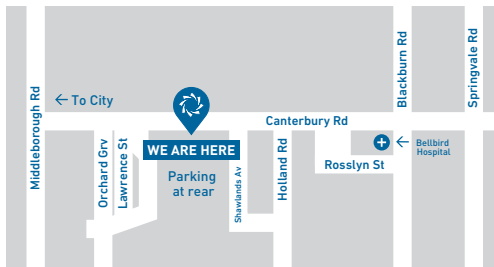 Middleborough Rd
← To City
Orchard Grv
Lawrence St
WE ARE HERE
Parking
at rear
Shawlands Av
Canterbury Rd
Holland Rd
Rosslyn St
Blackburn Rd
← Bellbird
Hospital
Springvale Rd